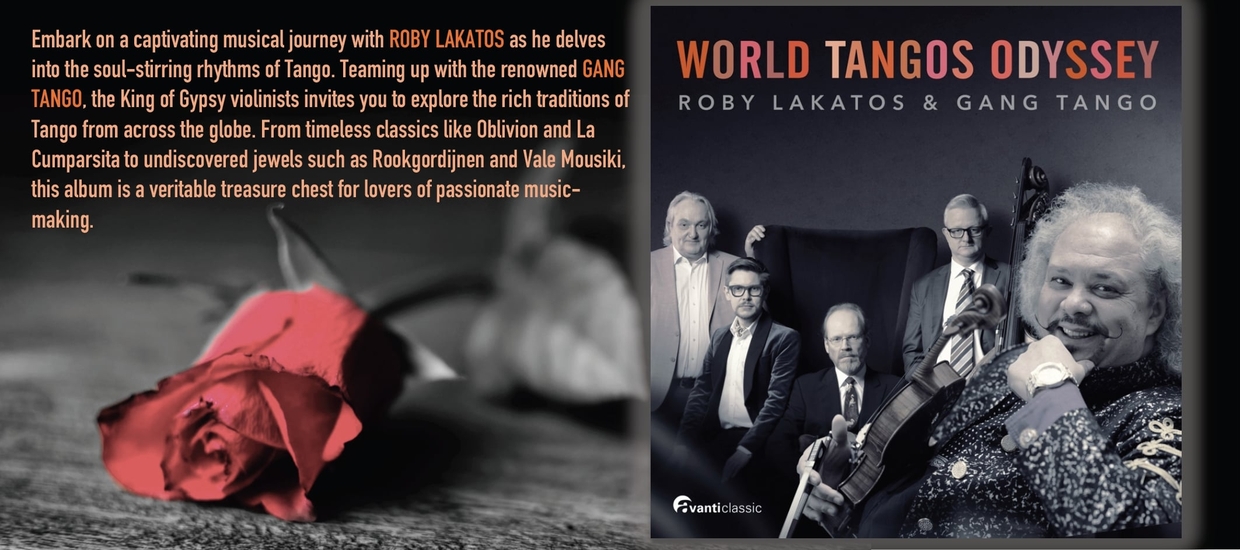 Embark on a captivating musical journey with ROBY LAKATOS as he delves
into the soul-stirring rhythms of Tango. Teaming up with the renowned GANG
TANGO, the King of Gypsy violinists invites you to explore the rich traditions of
Tango from across the globe. From timeless classics like Oblivion and La
Cumparsita to undiscovered jewels such as Rookgordijnen and Vale Mousiki,
this album is a veritable treasure chest for lovers of passionate music-
making.
WORLD TANGOS ODYSSEY
ROBY LAKATOS & GANG TANGO
avanticlassic